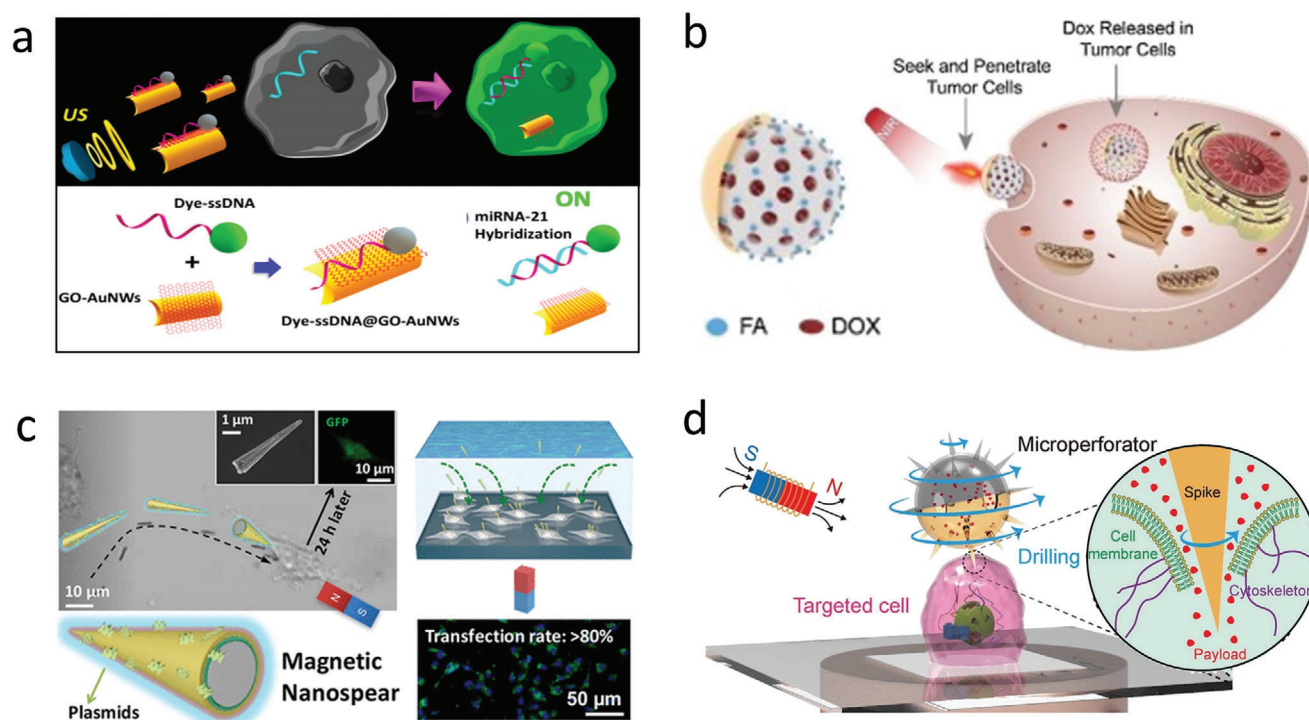 a
US
Dye-ssDNA
+
GO-AuNWs
Dye-ssDNA@GO-AuNWs
ON
miRNA-21
Hybridization
b
Dox Released in
Tumor Cells
Seek and Penetrate
Tumor Cells
NIR
FA
DOX
c
1 μm
GFP
10 μm
24 h later
10 μm
N
S
Plasmids
Magnetic
Nanospear
Transfection rate: >80%
50 μm
d
S
N
Microperforator
Drilling
Targeted cell
Spike
Cell
membrane
Cytoskeleton
Payload